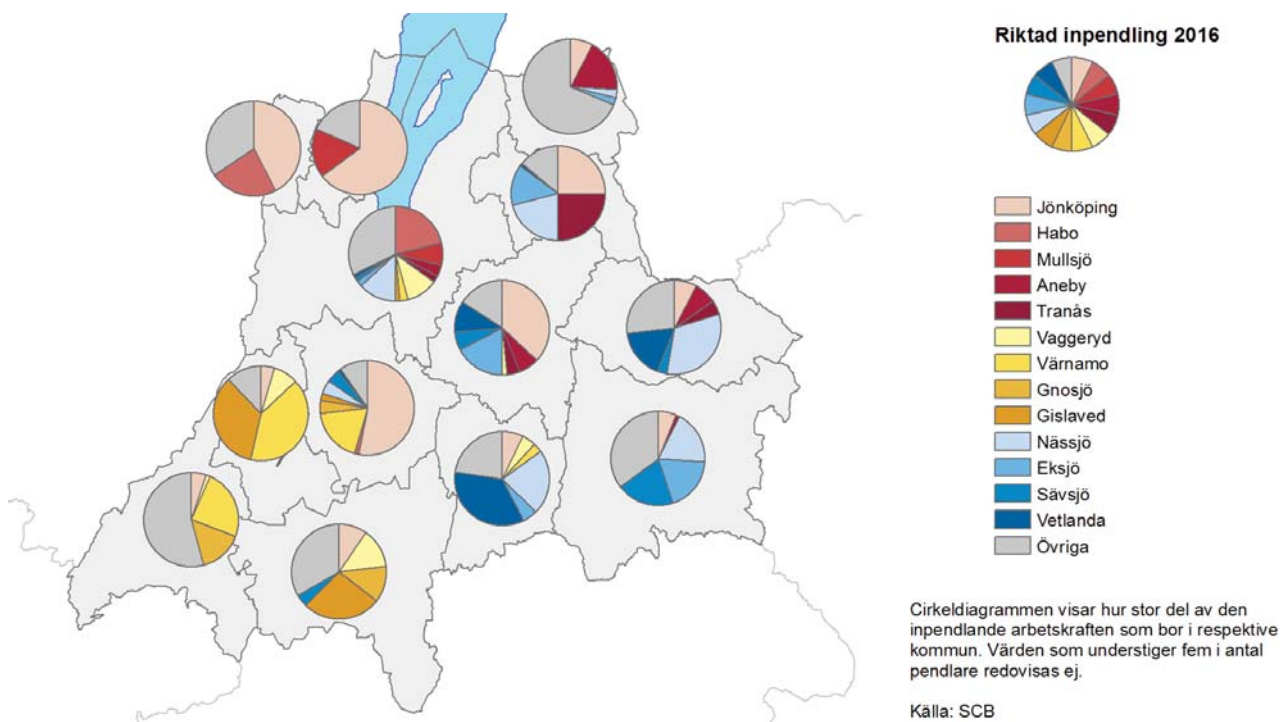 Riktad inpendling 2016
Jönköping
Habo
Mullsjö
Aneby
Tranås
Vaggeryd
Värnamo
Gnosjö
Gislaved
Nässjö
Eksjö
Sävsjö
Vetlanda
Övriga
Cirkeldiagrammen visar hur stor del av den
inpendlande arbetskraften som bor i respektive
kommun. Värden som understiger fem i antal
pendlare redovisas ej.
Källa: SCB